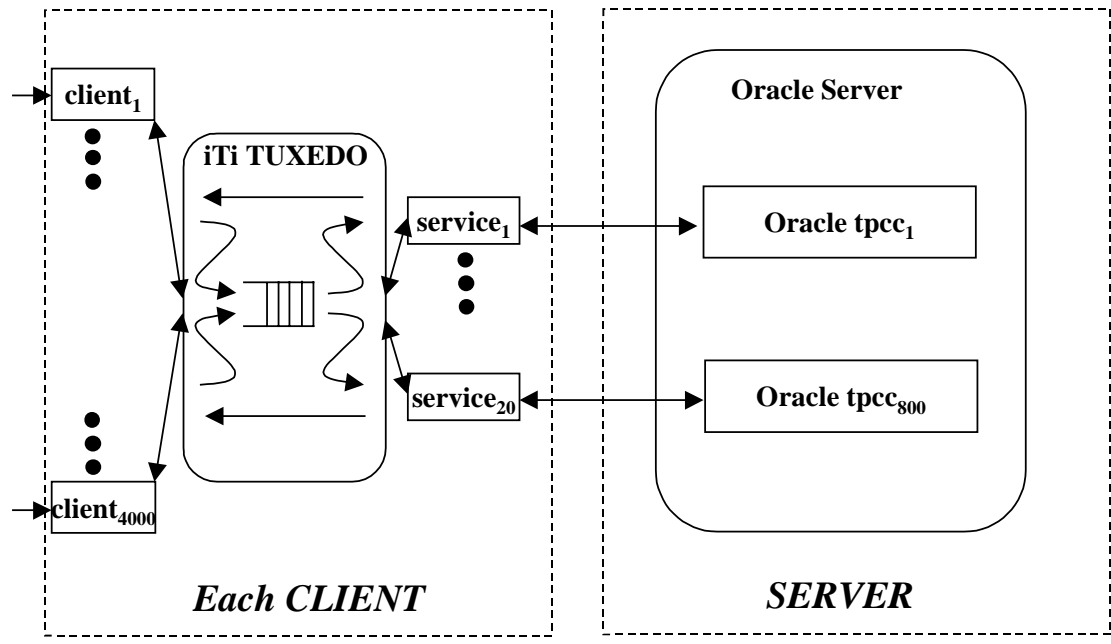 client₁
iTi TUXEDO
service₁
service₂₀
client₄₀₀₀
Each CLIENT
Oracle Server
Oracle tpcc₁
Oracle tpcc₈₀₀
SERVER